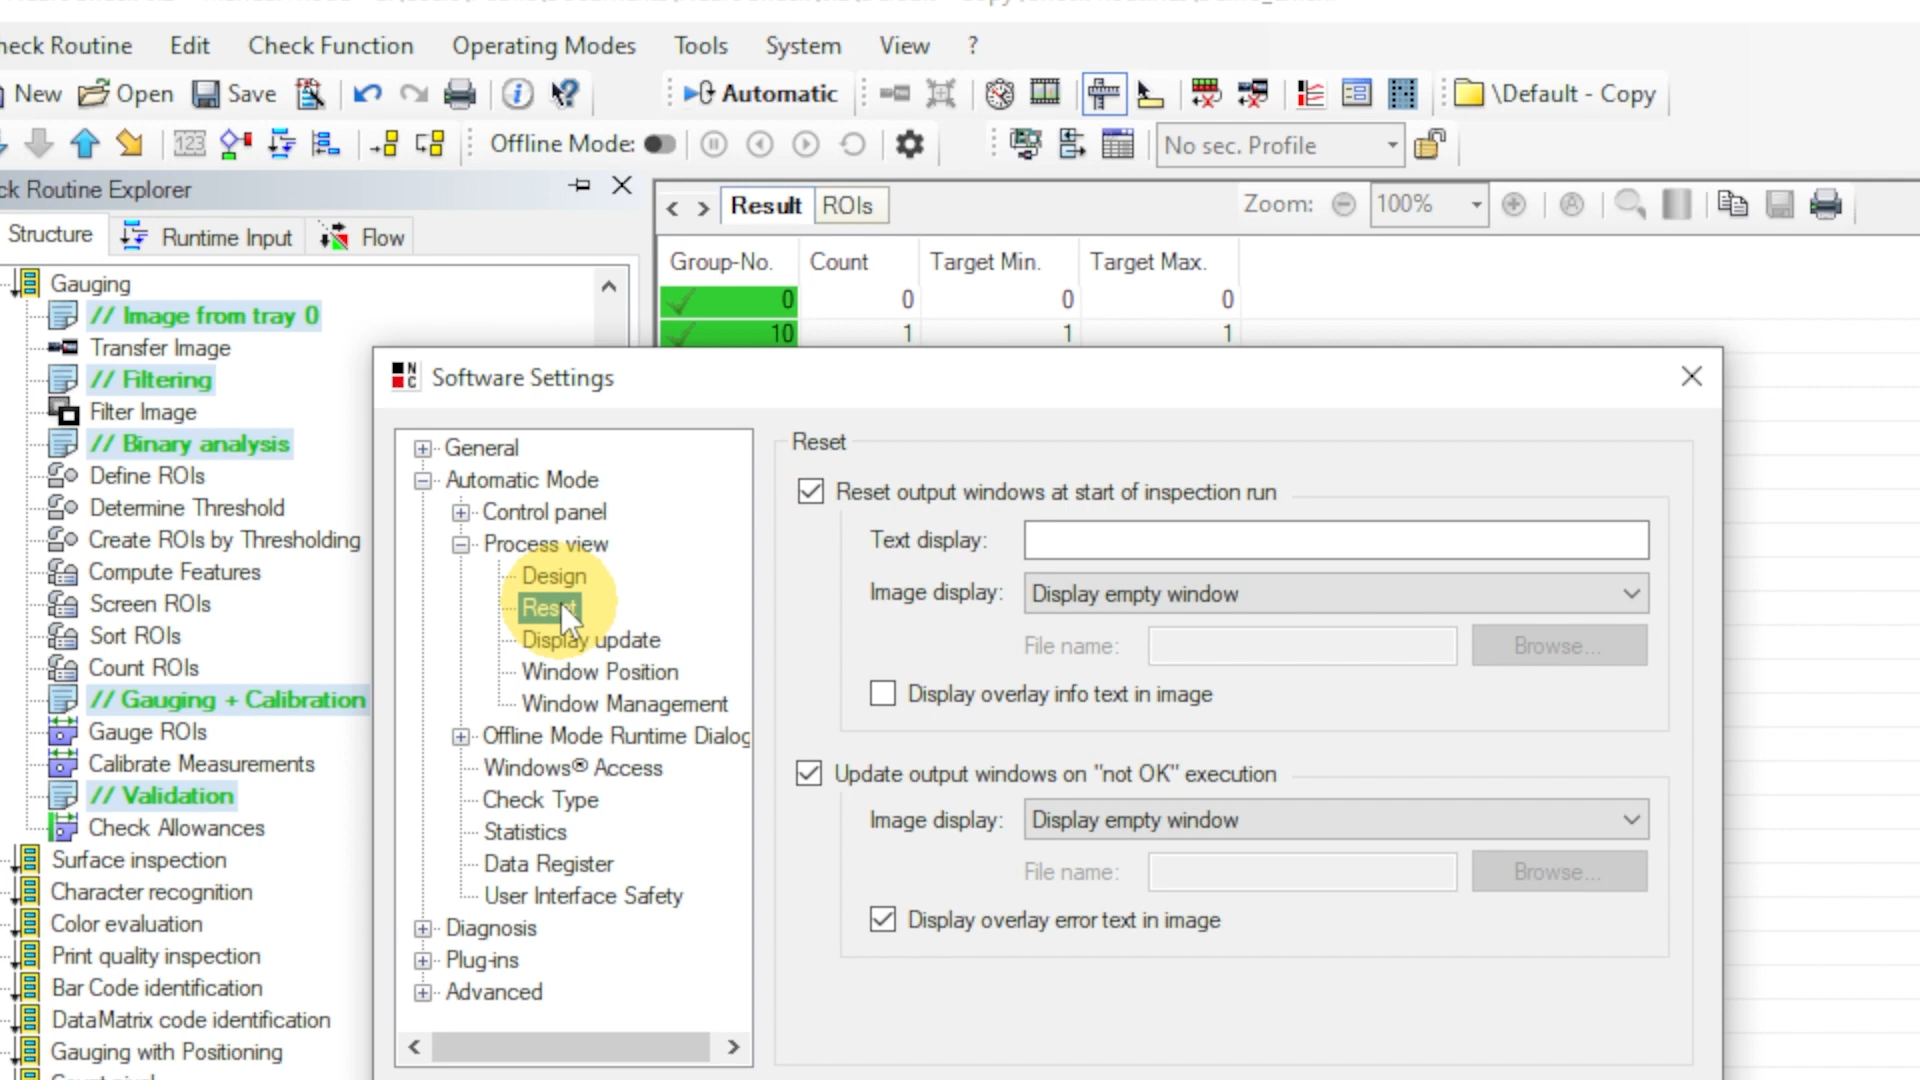 heck Routine Edit Check Function Operating Modes Tools System View ?
New Open Save Automatic \Default - Copy
123 Offline Mode: No sec. Profile
ck Routine Explorer
Structure Runtime Input Flow
Result ROIs Zoom: 100%
Group-No. Count Target Min. Target Max.
0 0 0 0
10 1 1 1
Gauging
// Image from tray 0
Transfer Image
// Filtering
Filter Image
// Binary analysis
Define ROIs
Determine Threshold
Create ROIs by Thresholding
Compute Features
Screen ROIs
Sort ROIs
Count ROIs
// Gauging + Calibration
Gauge ROIs
Calibrate Measurements
// Validation
Check Allowances
Surface inspection
Character recognition
Color evaluation
Print quality inspection
Bar Code identification
DataMatrix code identification
Gauging with Positioning
N
C
Software Settings
General
Automatic Mode
Control panel
Process view
Design
Reset
Display update
Window Position
Window Management
Offline Mode Runtime Dialog
Windows® Access
Check Type
Statistics
Data Register
User Interface Safety
Diagnosis
Plug-ins
Advanced
Reset
Reset output windows at start of inspection run
Text display:
Image display: Display empty window
File name: Browse...
Display overlay info text in image
Update output windows on "not OK" execution
Image display: Display empty window
File name: Browse...
Display overlay error text in image